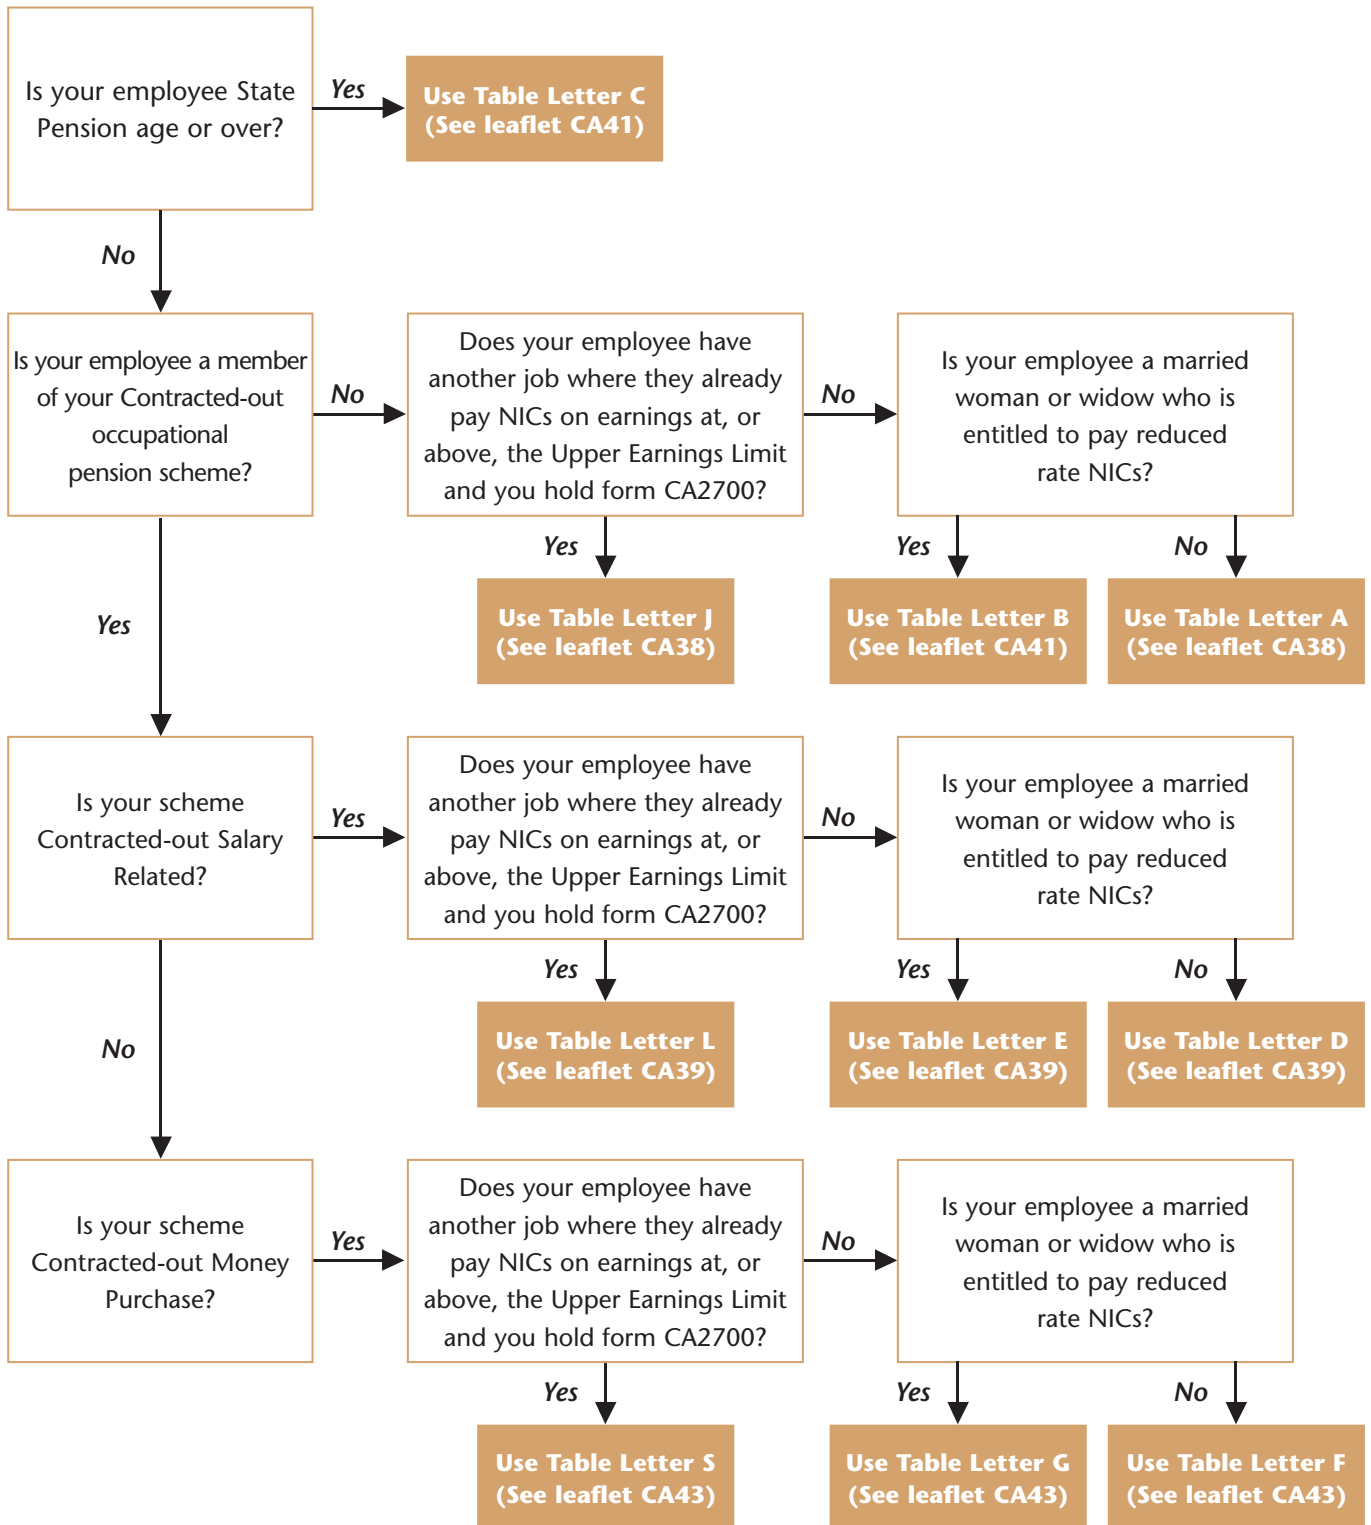 Is your employee State
Pension age or over?
Yes
Use Table Letter C
(See leaflet CA41)
No
Is your employee a member
of your Contracted-out
occupational
pension scheme?
No
Does your employee have
another job where they already
pay NICs on earnings at, or
above, the Upper Earnings Limit
and you hold form CA2700?
No
Is your employee a married
woman or widow who is
entitled to pay reduced
rate NICs?
Yes
Yes
No
Use Table Letter J
(See leaflet CA38)
Use Table Letter B
(See leaflet CA41)
Use Table Letter A
(See leaflet CA38)
Yes
Is your scheme
Contracted-out Salary
Related?
Yes
Does your employee have
another job where they already
pay NICs on earnings at, or
above, the Upper Earnings Limit
and you hold form CA2700?
No
Is your employee a married
woman or widow who is
entitled to pay reduced
rate NICs?
Yes
Yes
No
Use Table Letter L
(See leaflet CA39)
Use Table Letter E
(See leaflet CA39)
Use Table Letter D
(See leaflet CA39)
No
Is your scheme
Contracted-out Money
Purchase?
Yes
Does your employee have
another job where they already
pay NICs on earnings at, or
above, the Upper Earnings Limit
and you hold form CA2700?
No
Is your employee a married
woman or widow who is
entitled to pay reduced
rate NICs?
Yes
Yes
No
Use Table Letter S
(See leaflet CA43)
Use Table Letter G
(See leaflet CA43)
Use Table Letter F
(See leaflet CA43)